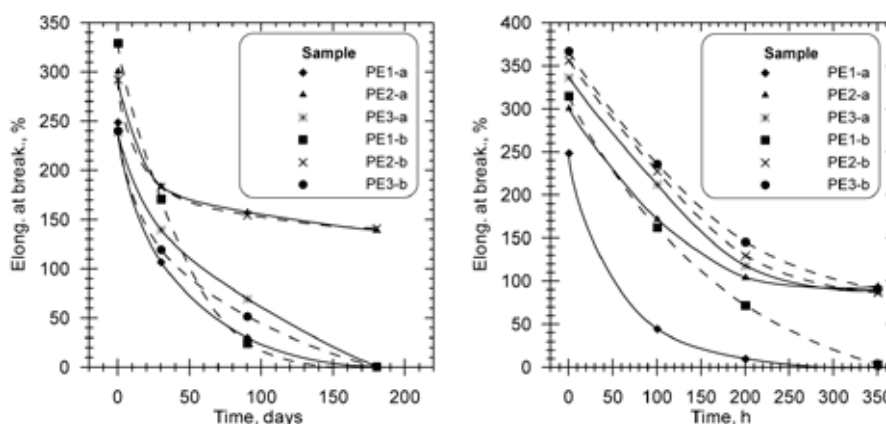 350
300
250
200
150
100
50
0
Elong. at break., %
Sample
PE1-a
PE2-a
PE3-a
PE1-b
PE2-b
PE3-b
0 50 100 150 200
Time, days
400
350
300
250
200
150
100
50
0
Elong. at break., %
Sample
PE1-a
PE2-a
PE3-a
PE1-b
PE2-b
PE3-b
0 50 100 150 200 250 300 350
Time, h